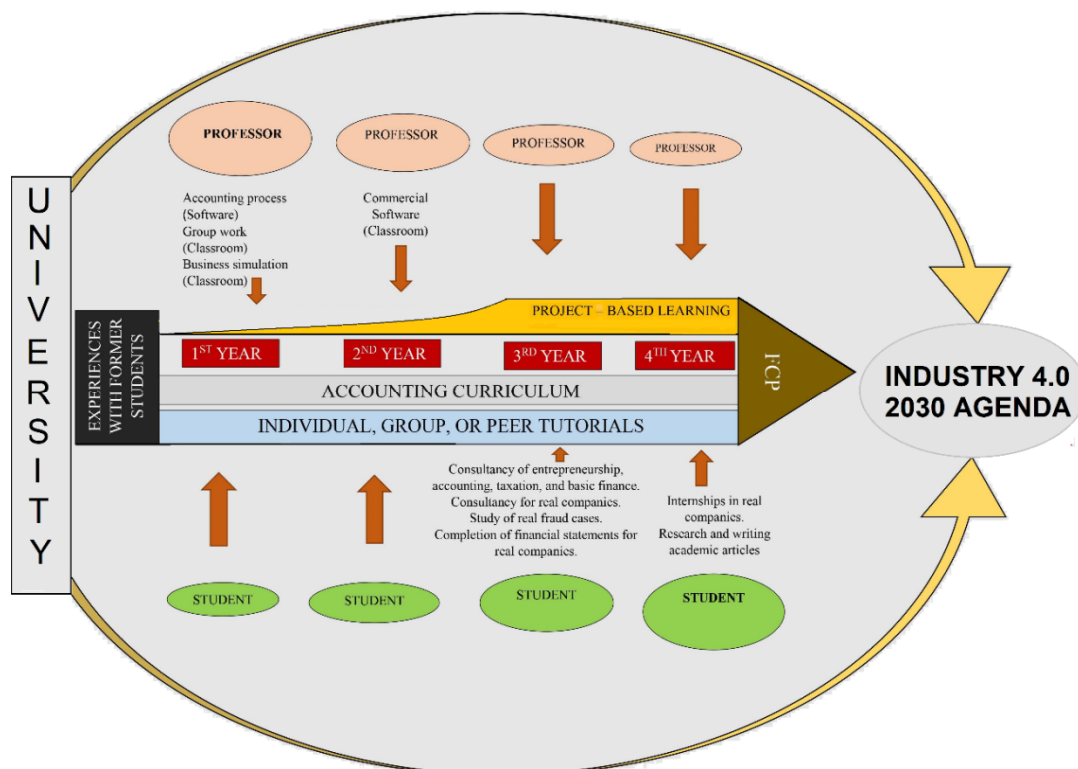 UNIVERSITY
PROFESSOR
PROFESSOR
PROFESSOR
PROFESSOR
Accounting process
(Software)
Group work
(Classroom)
Business simulation
(Classroom)
Commercial
Software
(Classroom)
EXPERIENCES
WITH FORMER
STUDENTS
PROJECT – BASED LEARNING
1ST YEAR
2ND YEAR
3RD YEAR
4TH YEAR
ACCOUNTING CURRICULUM
INDIVIDUAL, GROUP, OR PEER TUTORIALS
FCP
INDUSTRY 4.0
2030 AGENDA
Consultancy of entrepreneurship,
accounting, taxation, and basic finance.
Consultancy for real companies.
Study of real fraud cases.
Completion of financial statements for
real companies.
Internships in real
companies.
Research and writing
academic articles
STUDENT
STUDENT
STUDENT
STUDENT